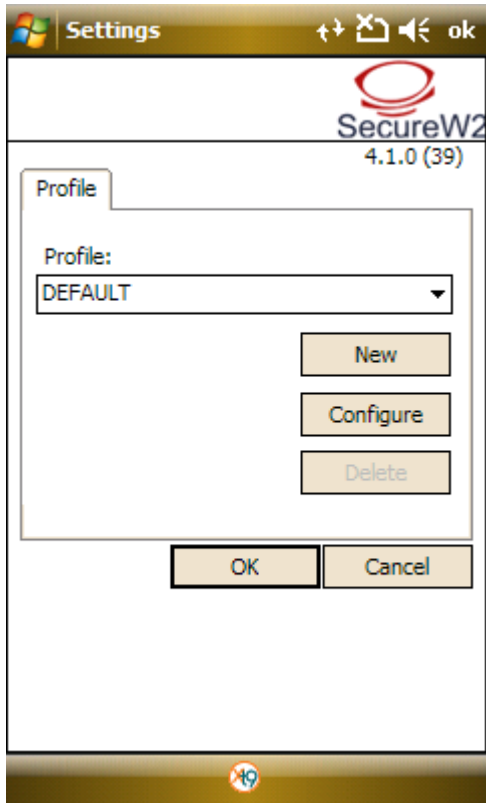 Settings ok
SecureW2
4.1.0 (39)
Profile
Profile:
DEFAULT
New
Configure
Delete
OK Cancel